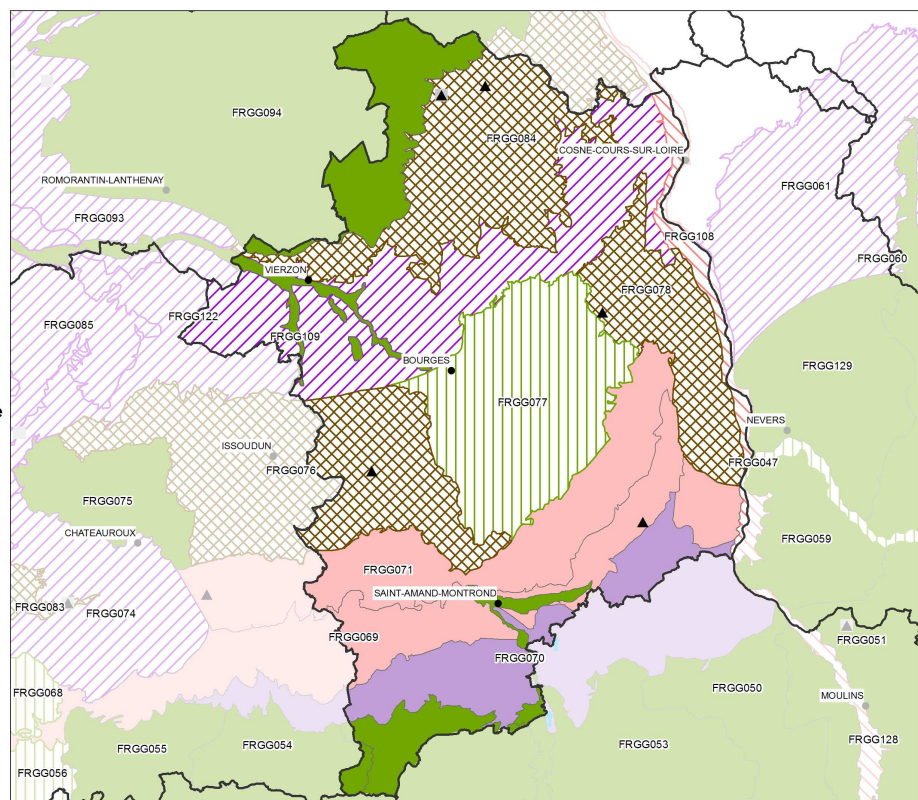 FRGG094
FRGG084
COSNE-COURS-SUR-LOIRE
ROMORANTIN-LANTHENAY
FRGG061
FRGG093
FRGG108
FRGG060
VIERZON
FRGG078
FRGG122
FRGG085
FRGG109
BOURGES
FRGG129
FRGG077
e
NEVERS
ISSOUDUN
FRGG076
FRGG047
FRGG075
CHATEAUROUX
FRGG059
FRGG071
SAINT-AMAND-MONTROND
FRGG083
FRGG074
FRGG069
FRGG051
FRGG070
FRGG068
FRGG050
MOULINS
FRGG055
FRGG054
FRGG053
FRGG128
FRGG056